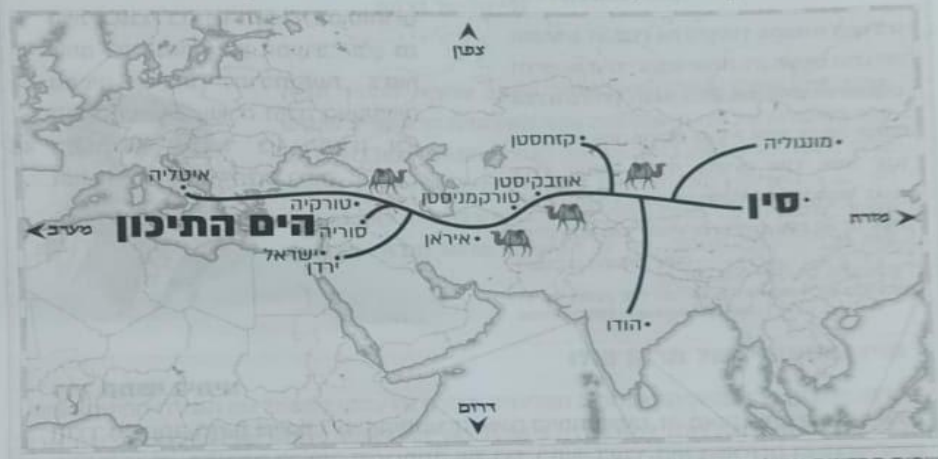 צפון
קזחסטן
מונגוליה
איטליה
אוזבקיסטן
טורקמניסטן
טורקיה
סין
מזרח
הים התיכון
מערב
סוריה
איראן
ישראל
ירדן
הודו
דרום